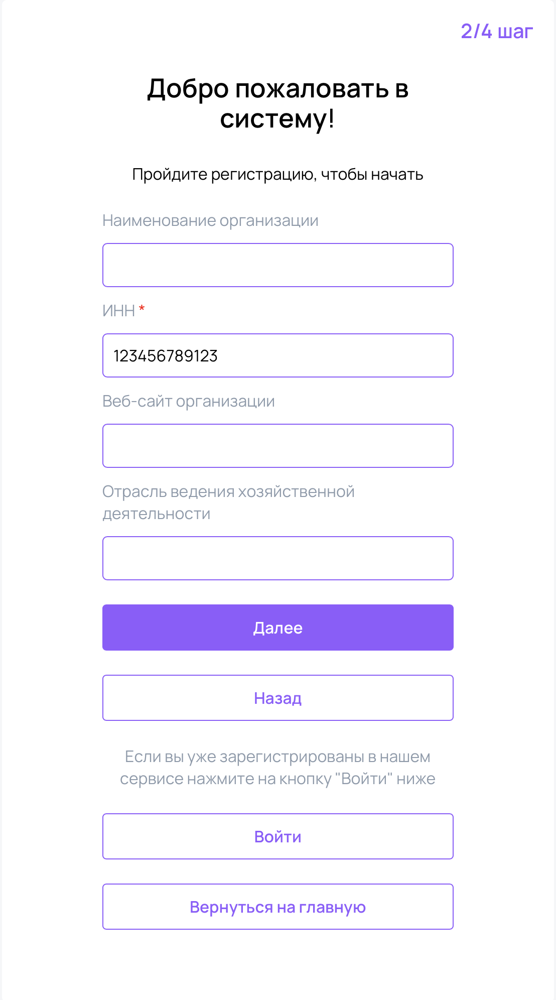 2/4 шаг
Добро пожаловать в
систему!
Пройдите регистрацию, чтобы начать
Наименование организации
ИНН *
123456789123
Веб-сайт организации
Отрасль ведения хозяйственной
деятельности
Далее
Назад
Если вы уже зарегистрированы в нашем
сервисе нажмите на кнопку "Войти" ниже
Войти
Вернуться на главную